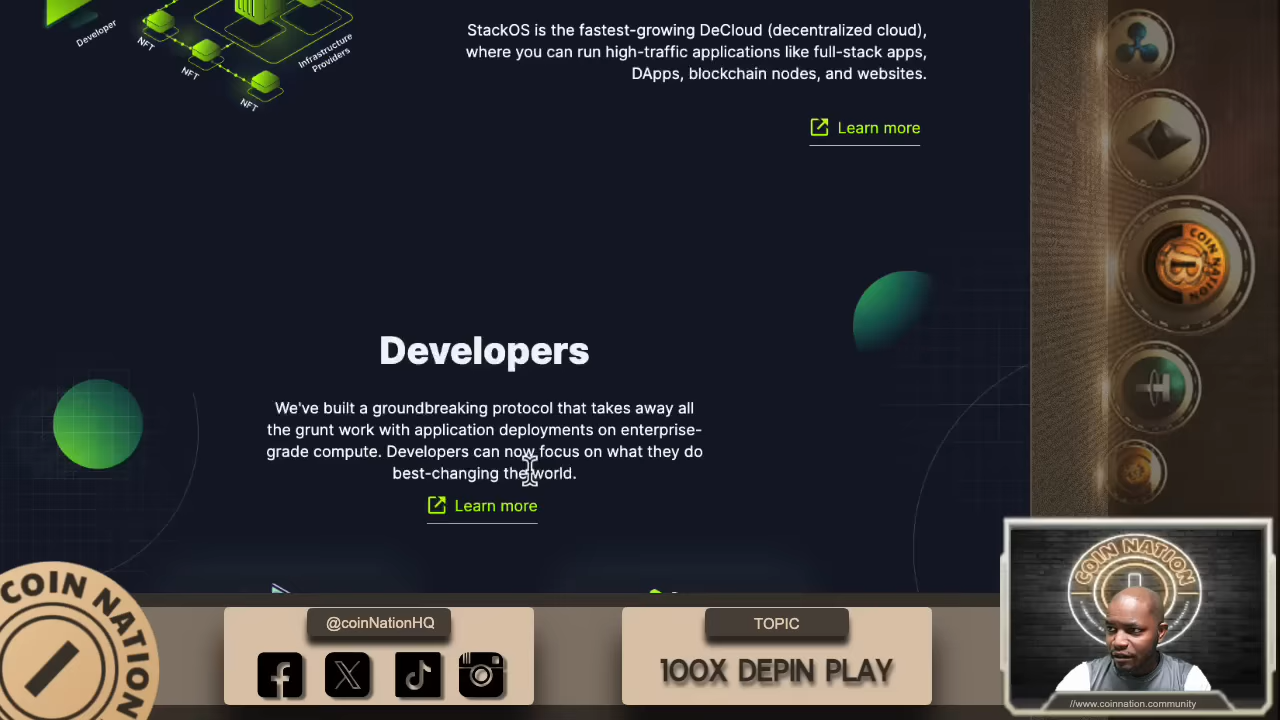 Developer
NFT
NFT
NFT
Infrastructure
Providers
StackOS is the fastest-growing DeCloud (decentralized cloud),
where you can run high-traffic applications like full-stack apps,
DApps, blockchain nodes, and websites.
Learn more
Developers
We've built a groundbreaking protocol that takes away all
the grunt work with application deployments on enterprise-
grade compute. Developers can now focus on what they do
best-changing the world.
Learn more
COIN NATION
COIN NATION
COIN NATION
@coinNationHQ
TOPIC
100X DEPIN PLAY
//www.coinnation.community